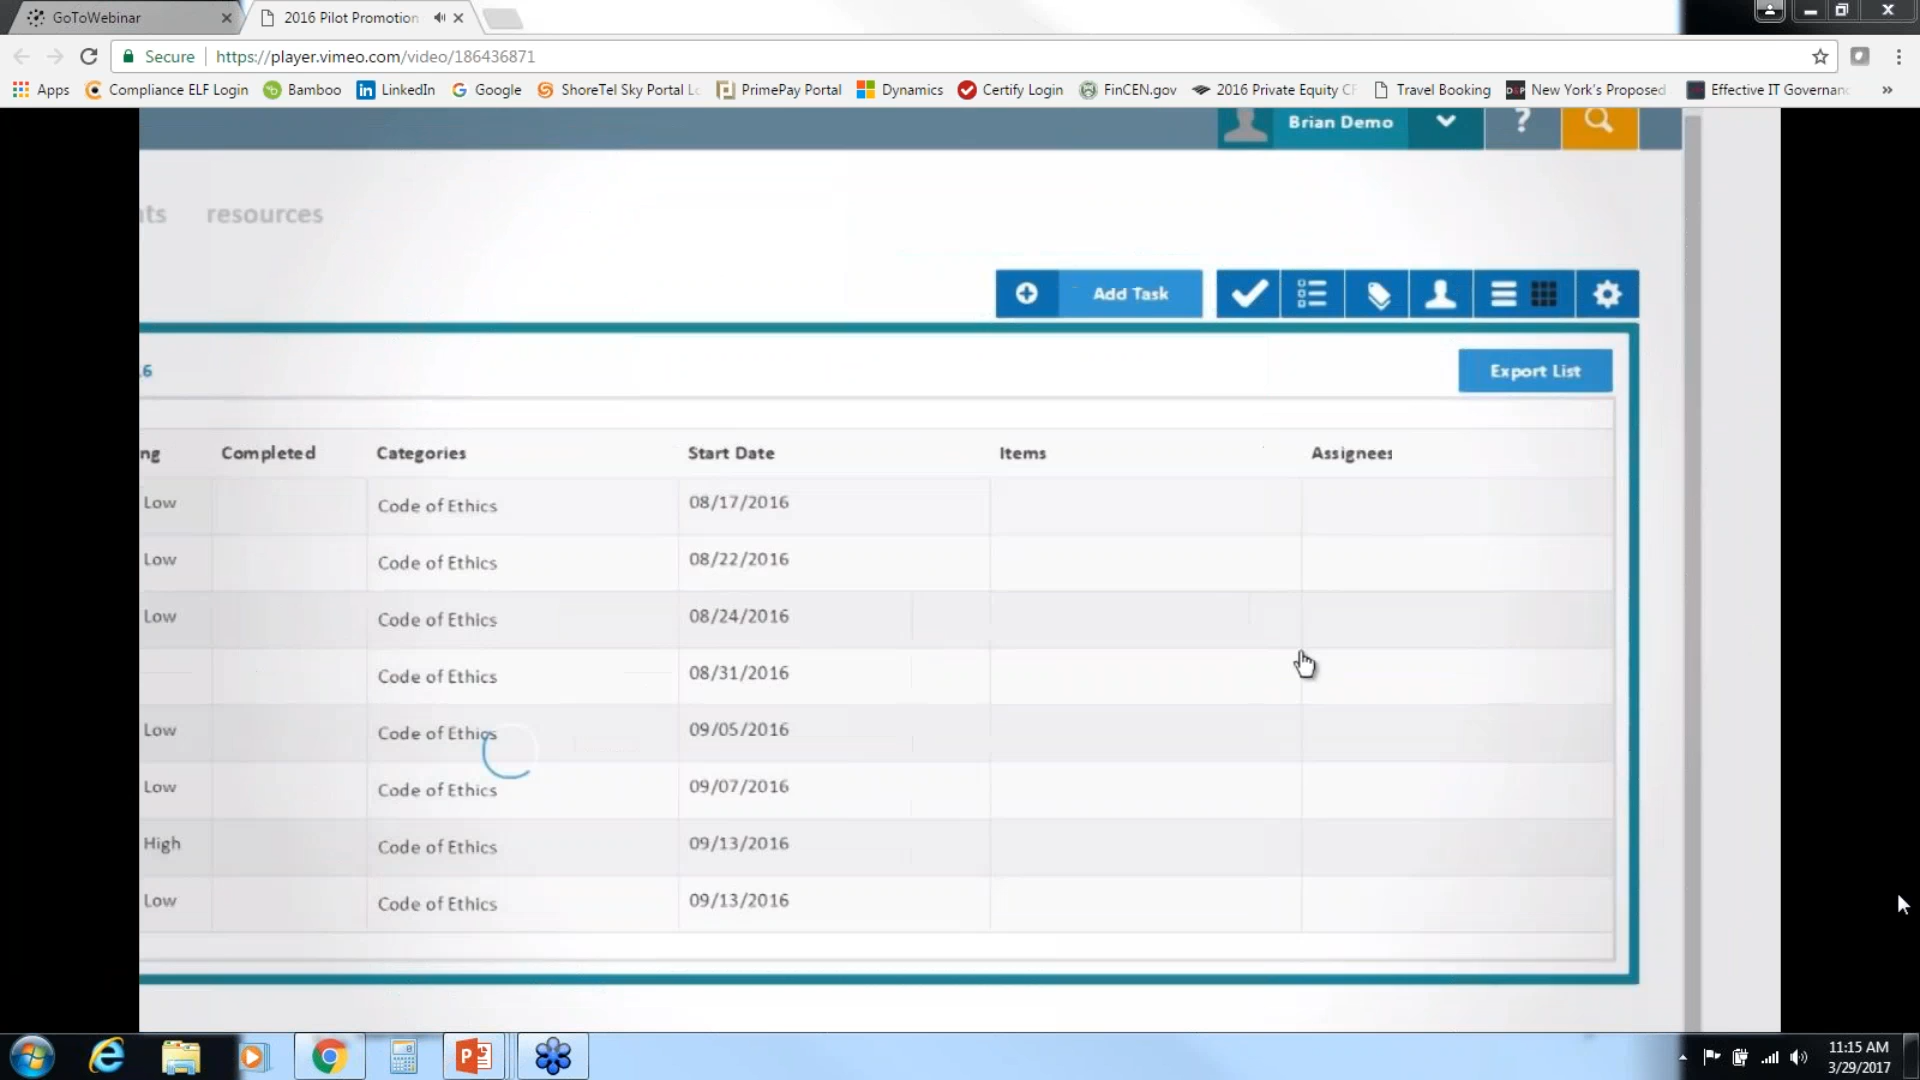 GoToWebinar
2016 Pilot Promotion
Secure https://player.vimeo.com/video/186436871
Apps Compliance ELF Login Bamboo LinkedIn Google ShoreTel Sky Portal PrimePay Portal Dynamics Certify Login FinCEN.gov 2016 Private Equity Travel Booking New York's Proposed Effective IT Governan »
Brian Demo ?
resources
Add Task
Export List
Completed Categories Start Date Items Assignees
Low Code of Ethics 08/17/2016
Low Code of Ethics 08/22/2016
Low Code of Ethics 08/24/2016
Code of Ethics 08/31/2016
Low Code of Ethics 09/05/2016
Low Code of Ethics 09/07/2016
High Code of Ethics 09/13/2016
Low Code of Ethics 09/13/2016
11:15 AM
3/29/2017